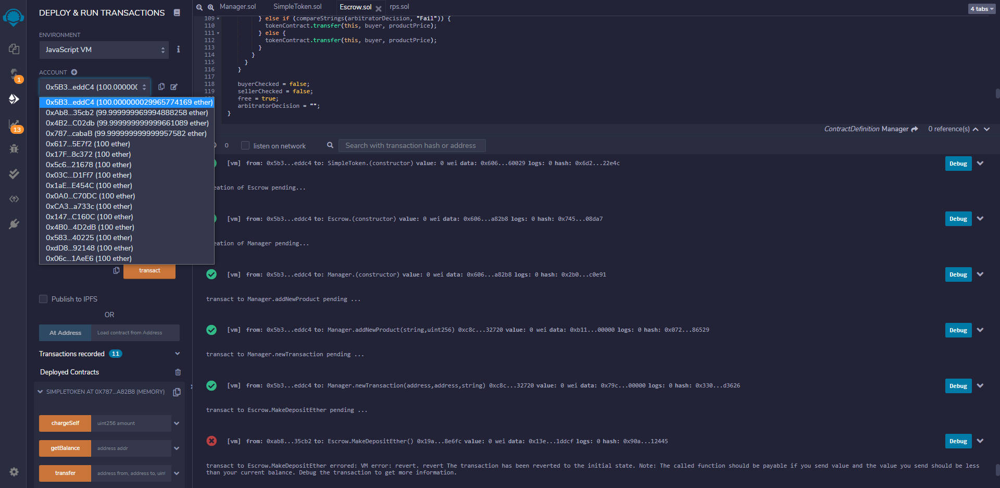 DEPLOY & RUN TRANSACTIONS
ENVIRONMENT
JavaScript VM
ACCOUNT
0x5B3...eddC4 (100.000000
0x5B3...eddC4 (100.000000029965774169 ether)
0xAb8...35cb2 (99.999999969994888258 ether)
0x4B2...C02db (99.999999999999661089 ether)
0x787...cabaB (99.999999999999957582 ether)
0x617...5E7f2 (100 ether)
0x17F...8c372 (100 ether)
0x5c6...21678 (100 ether)
0x03C...D1Ff7 (100 ether)
0x1aE...E454C (100 ether)
0x0A0...C70DC (100 ether)
0xCA3...a733c (100 ether)
0x147...C160C (100 ether)
0x4B0...4D2dB (100 ether)
0x583...40225 (100 ether)
0xdD8...92148 (100 ether)
0x06c...1AeE6 (100 ether)
transact
Publish to IPFS
OR
At Address Load contract from Address
Transactions recorded 11
Deployed Contracts
SIMPLETOKEN AT 0X787...A82B8 (MEMORY)
chargeSelf uint256 amount
getBalance address addr
transfer address from, address to, uint
1
13
Manager.sol SimpleToken.sol Escrow.sol rps.sol
4 tabs
109 } else if (compareStrings(arbitratorDecision, "Fail")) {
110 tokenContract.transfer(this, buyer, productPrice);
111 } else {
112 tokenContract.transfer(this, buyer, productPrice);
113 }
114 }
115 }
116 }
117
118 buyerChecked = false;
119 sellerChecked = false;
free = true;
arbitratorDecision = "";
}
ContractDefinition Manager 0 reference(s)
0 listen on network Search with transaction hash or address
[vm] from: 0x5b3...eddc4 to: SimpleToken.(constructor) value: 0 wei data: 0x606...60029 logs: 0 hash: 0x6d2...22e4c Debug
eation of Escrow pending...
[vm] from: 0x5b3...eddc4 to: Escrow.(constructor) value: 0 wei data: 0x606...a82b8 logs: 0 hash: 0x745...08da7 Debug
eation of Manager pending...
[vm] from: 0x5b3...eddc4 to: Manager.(constructor) value: 0 wei data: 0x606...a82b8 logs: 0 hash: 0x2b0...c0e91 Debug
transact to Manager.addNewProduct pending ...
[vm] from: 0x5b3...eddc4 to: Manager.addNewProduct(string,uint256) 0xc8c...32720 value: 0 wei data: 0xb11...00000 logs: 0 hash: 0x072...86529 Debug
transact to Manager.newTransaction pending ...
[vm] from: 0x5b3...eddc4 to: Manager.newTransaction(address,address,string) 0xc8c...32720 value: 0 wei data: 0x79c...00000 logs: 0 hash: 0x330...d3626 Debug
transact to Escrow.MakeDepositEther pending ...
[vm] from: 0xab8...35cb2 to: Escrow.MakeDepositEther() 0x19a...8e6fc value: 0 wei data: 0x13e...1ddcf logs: 0 hash: 0x90a...12445 Debug
transact to Escrow.MakeDepositEther errored: VM error: revert. revert The transaction has been reverted to the initial state. Note: The called function should be payable if you send value and the value you send should be less
than your current balance. Debug the transaction to get more information.